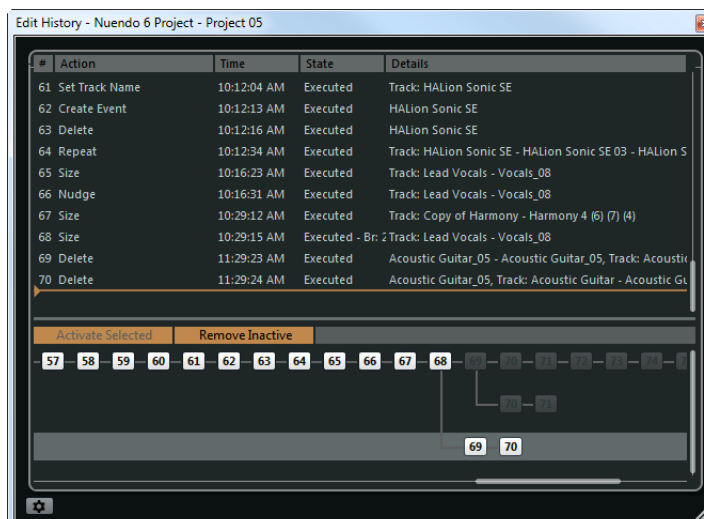 Edit History - Nuendo 6 Project - Project 05
# Action Time State Details
61 Set Track Name 10:12:04 AM Executed Track: HALion Sonic SE
62 Create Event 10:12:13 AM Executed HALion Sonic SE
63 Delete 10:12:16 AM Executed HALion Sonic SE
64 Repeat 10:12:34 AM Executed Track: HALion Sonic SE - HALion Sonic SE 03 - HALion S
65 Size 10:16:23 AM Executed Track: Lead Vocals - Vocals_08
66 Nudge 10:16:31 AM Executed Track: Lead Vocals - Vocals_08
67 Size 10:29:12 AM Executed Track: Copy of Harmony - Harmony 4 (6) (7) (4)
68 Size 10:29:15 AM Executed - Br: 2 Track: Lead Vocals - Vocals_08
69 Delete 11:29:23 AM Executed Acoustic Guitar_05 - Acoustic Guitar_05, Track: Acoustic
70 Delete 11:29:24 AM Executed Acoustic Guitar_05, Track: Acoustic Guitar - Acoustic Gu
Activate Selected Remove Inactive
57 58 59 60 61 62 63 64 65 66 67 68 69 70 71 72 73 74 7
70 71
69 70